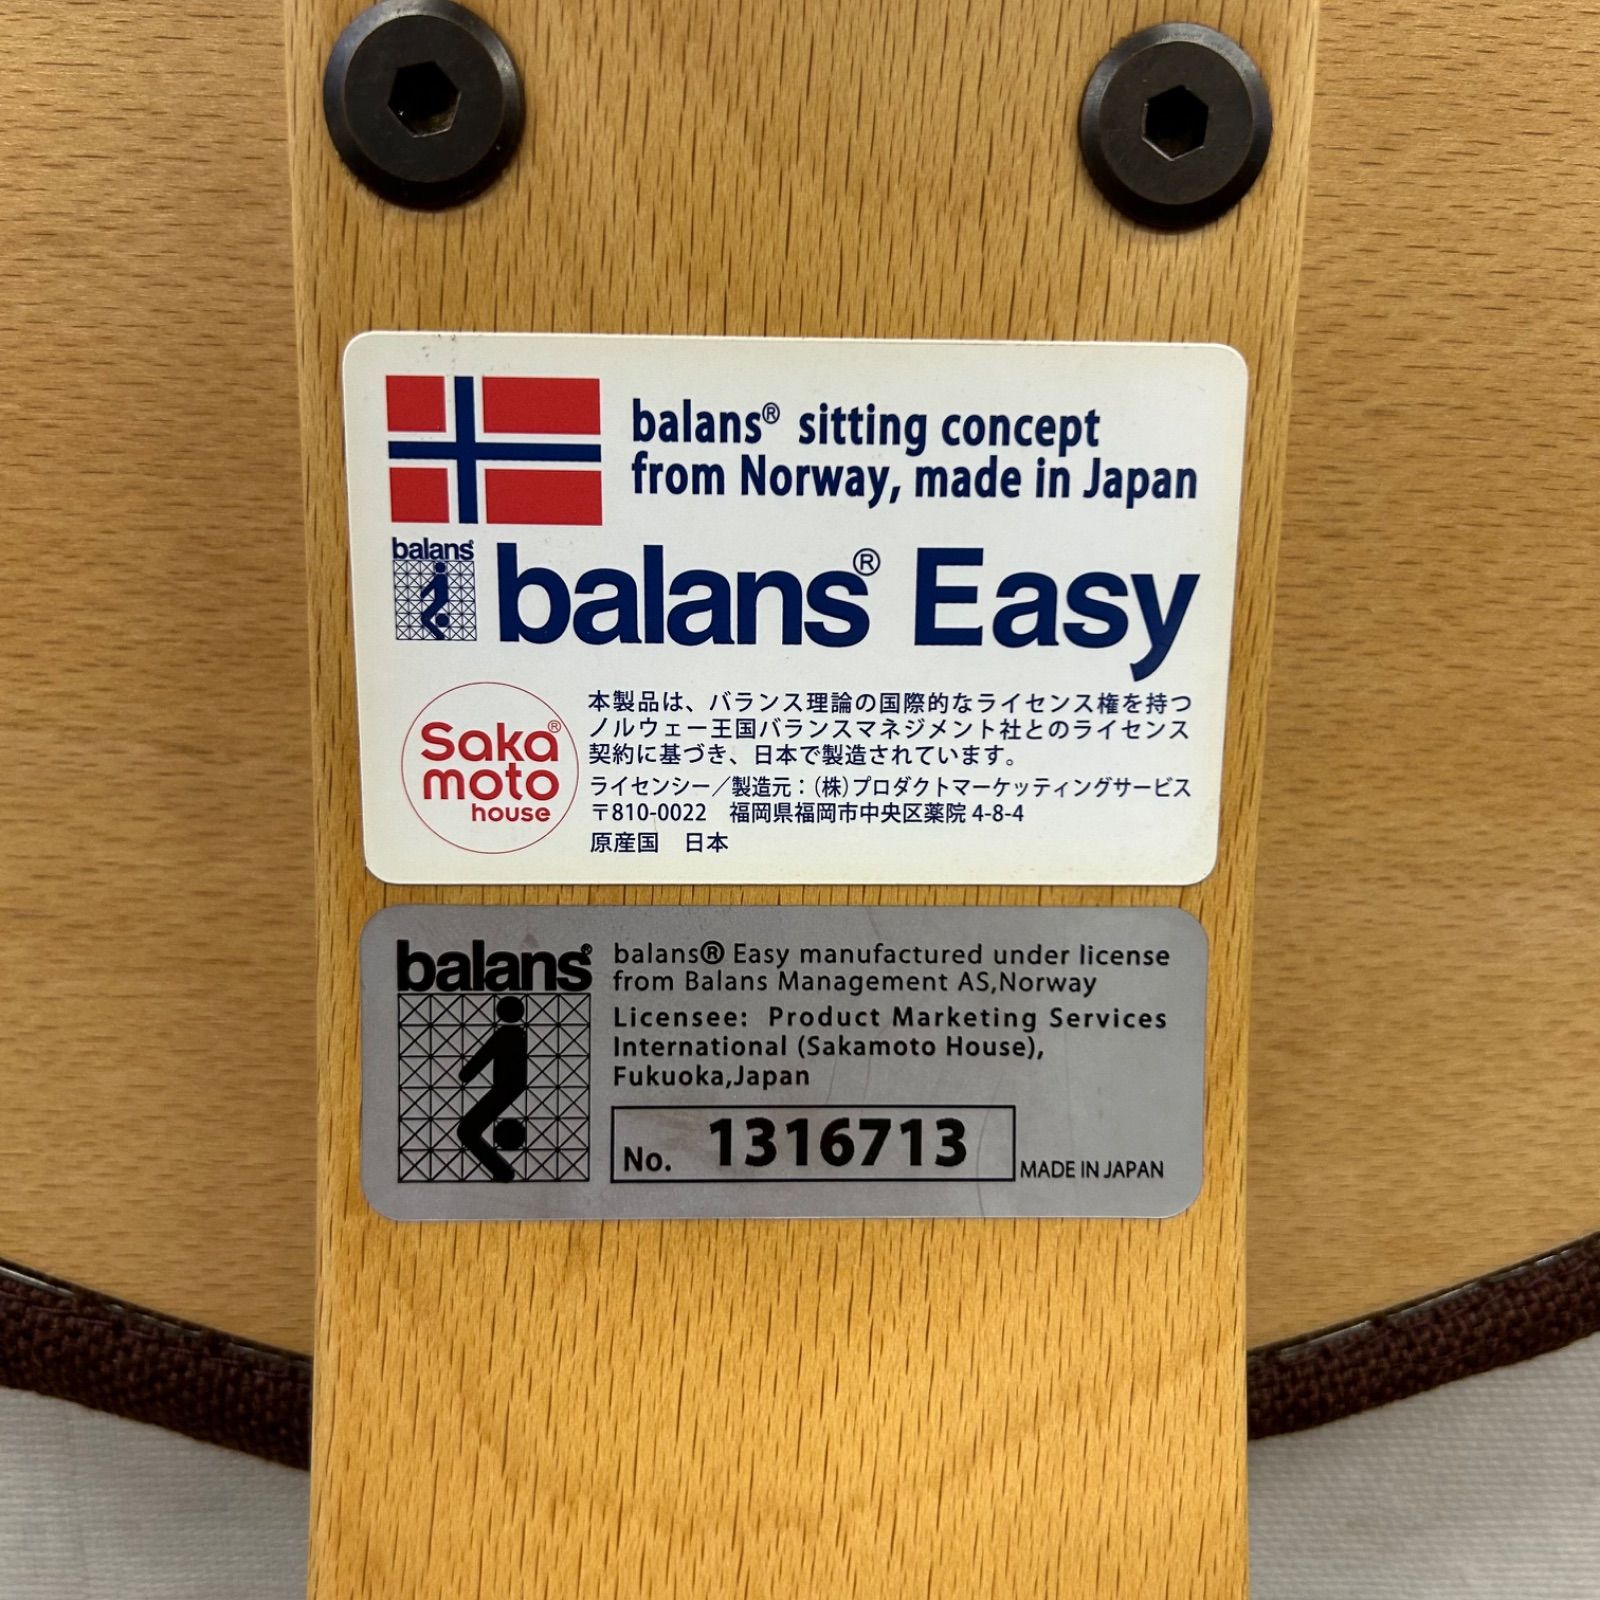 balans® sitting concept
from Norway, made in Japan
balans®
balans® Easy
Saka®
moto
house
本製品は、バランス理論の国際的なライセンス権を持つ
ノルウェー王国バランスマネジメント社とのライセンス
契約に基づき、日本で製造されています。
ライセンシー／製造元：(株)プロダクトマーケッティングサービス
〒810-0022　福岡県福岡市中央区薬院 4-8-4
原産国　日本
balans®
balans® Easy manufactured under license
from Balans Management AS,Norway
Licensee: Product Marketing Services
International (Sakamoto House),
Fukuoka,Japan
No. 1316713
MADE IN JAPAN